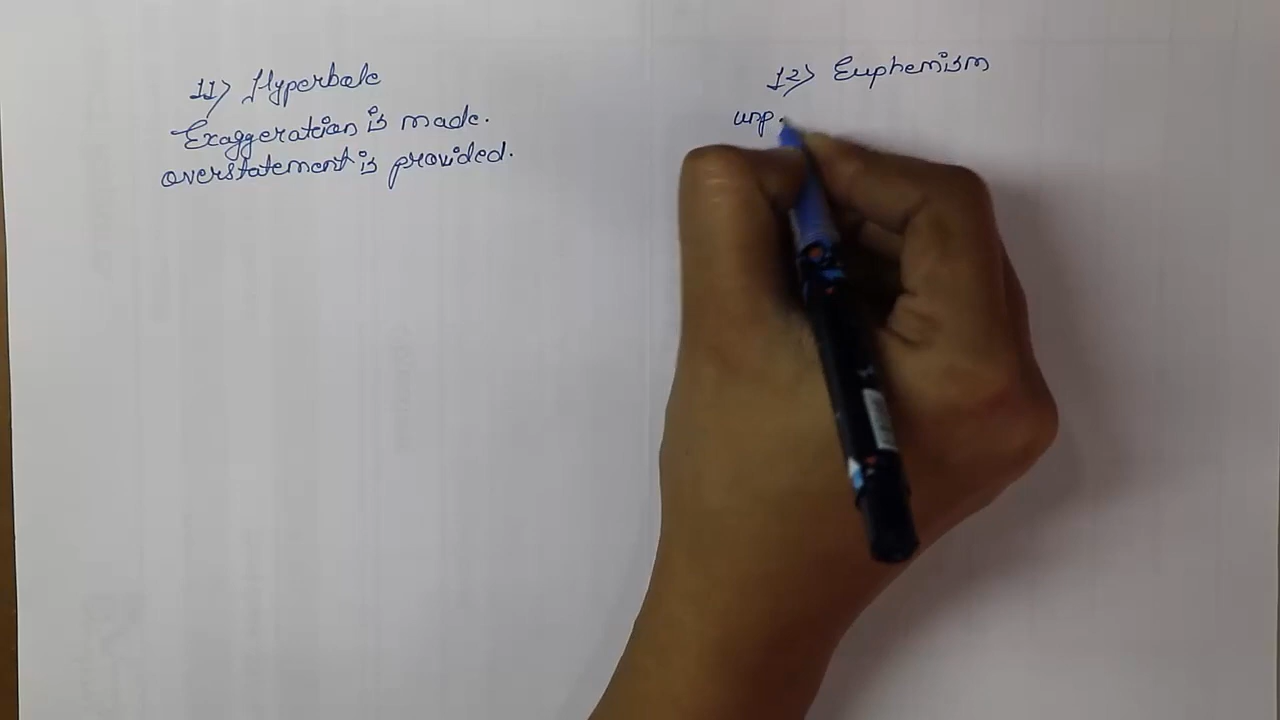 11) Hyperbole
Exaggeration is made.
overstatement is provided.
12) Euphemism
unp